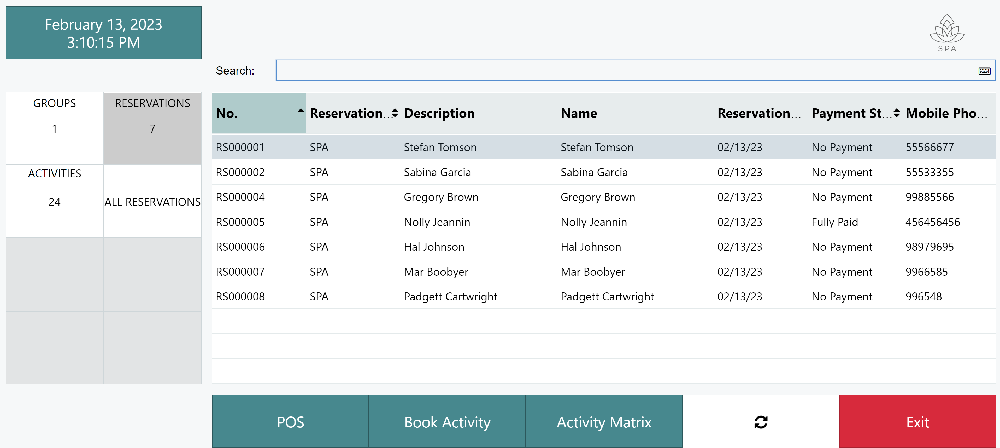 February 13, 2023
3:10:15 PM
SPA
Search:
GROUPS
1
RESERVATIONS
7
ACTIVITIES
24
ALL RESERVATIONS
No. Reservation... Description Name Reservation... Payment St... Mobile Pho...
RS000001 SPA Stefan Tomson Stefan Tomson 02/13/23 No Payment 55566677
RS000002 SPA Sabina Garcia Sabina Garcia 02/13/23 No Payment 55533355
RS000004 SPA Gregory Brown Gregory Brown 02/13/23 No Payment 99885566
RS000005 SPA Nolly Jeannin Nolly Jeannin 02/13/23 Fully Paid 456456456
RS000006 SPA Hal Johnson Hal Johnson 02/13/23 No Payment 98979695
RS000007 SPA Mar Boobyer Mar Boobyer 02/13/23 No Payment 9966585
RS000008 SPA Padgett Cartwright Padgett Cartwright 02/13/23 No Payment 996548
POS
Book Activity
Activity Matrix
Exit